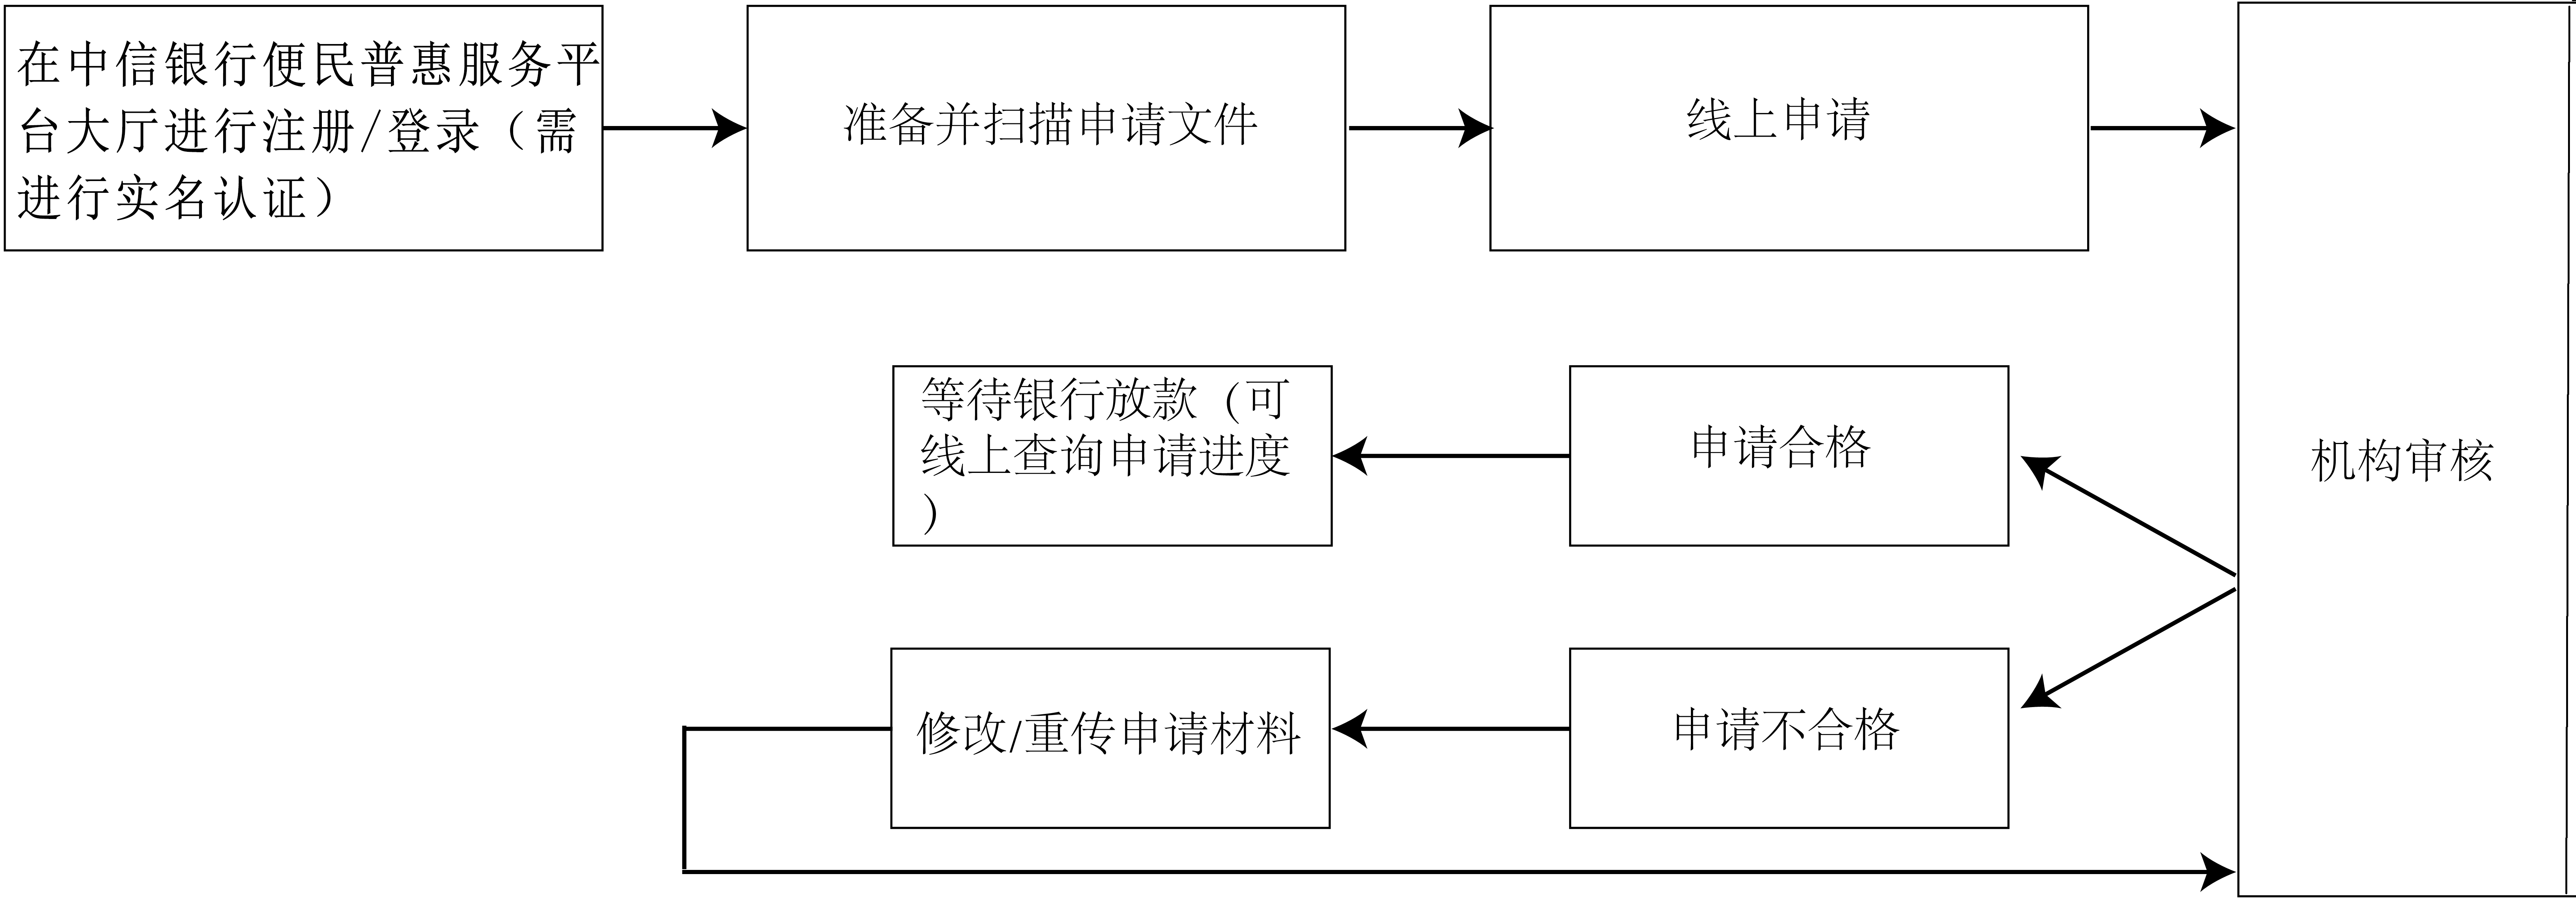 在中信银行便民普惠服务平
台大厅进行注册/登录（需
进行实名认证）
准备并扫描申请文件
线上申请
机构审核
申请合格
等待银行放款（可
线上查询申请进度
）
申请不合格
修改/重传申请材料